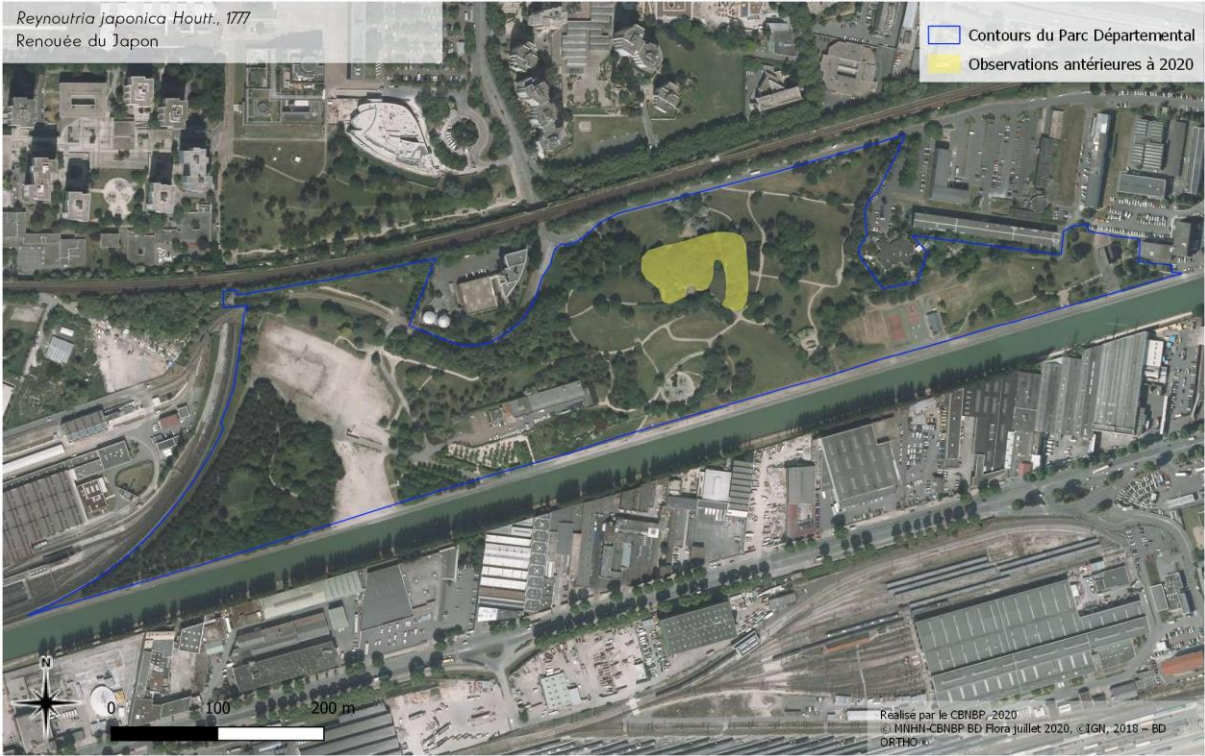 Reynoutria japonica Houtt., 1777
Renouée du Japon
Contours du Parc Départemental
Observations antérieures à 2020
N
0 100 200 m
Réalisé par le CBNBP, 2020
© MNHN-CBNBP BD Flora juillet 2020, ©IGN, 2018 – BD
ORTHO ®